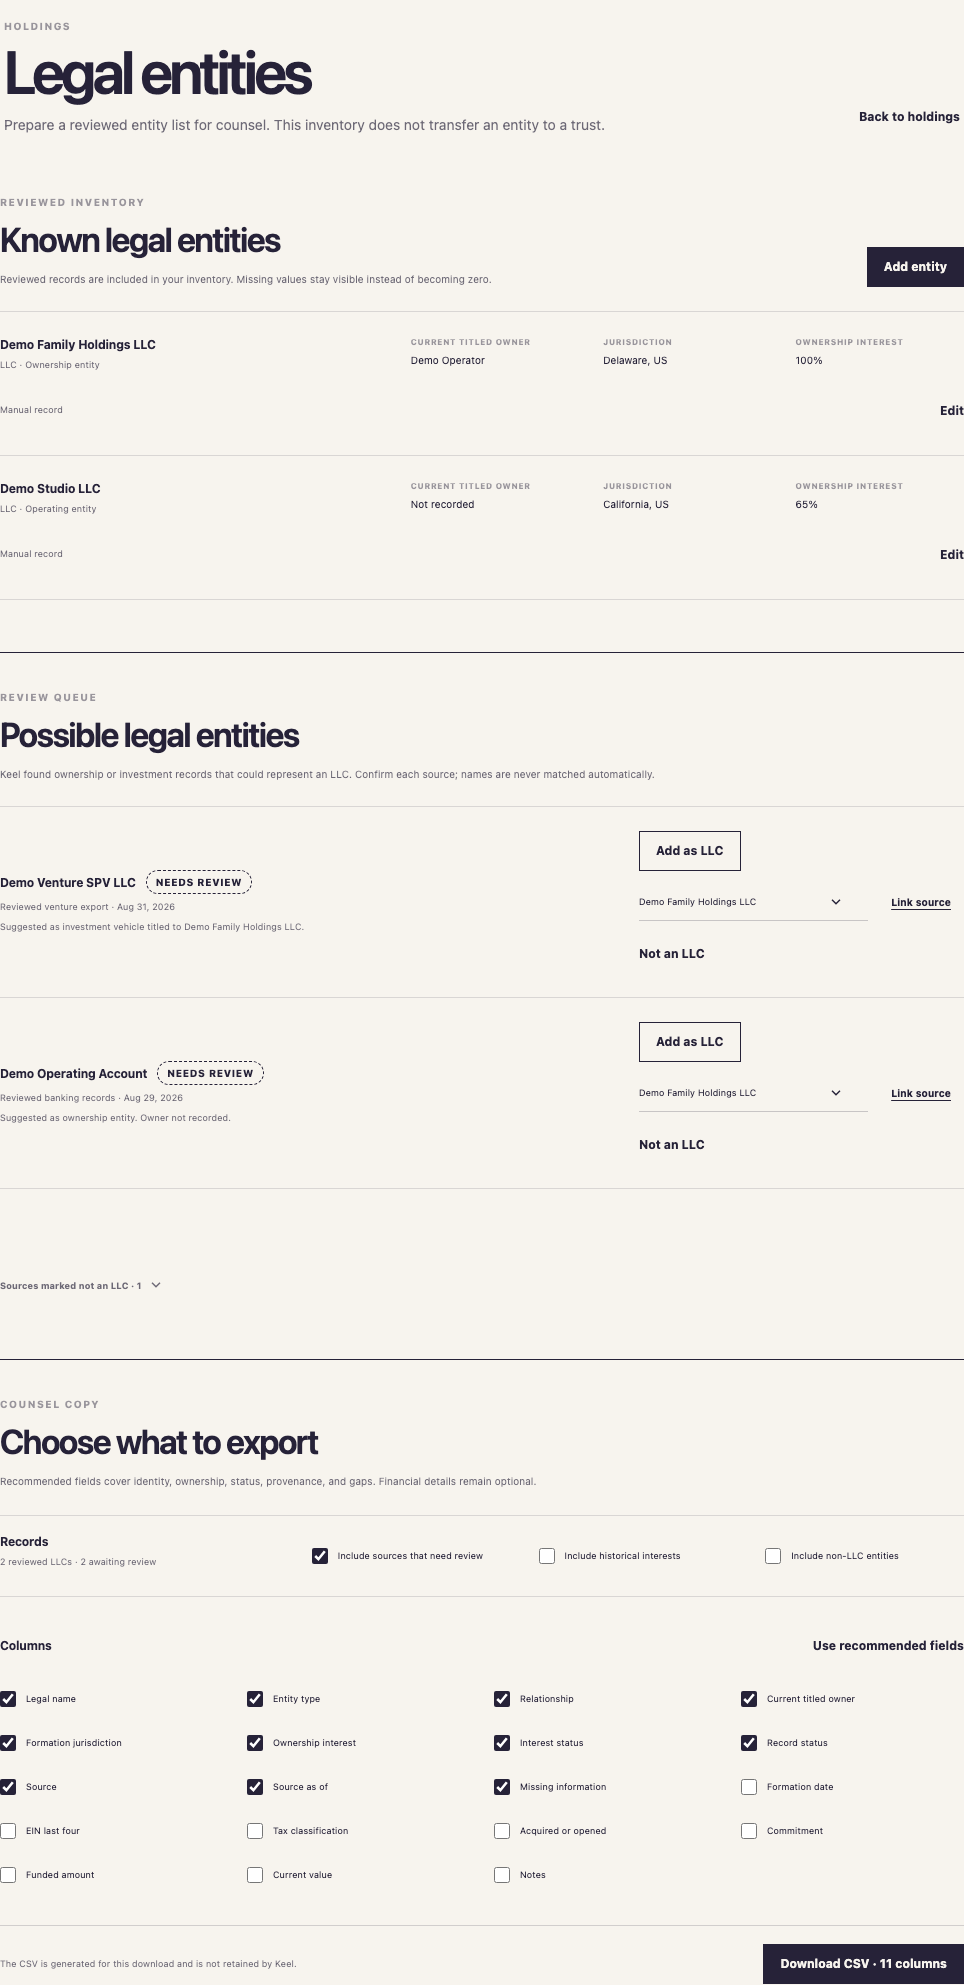 HOLDINGS
Legal entities
Prepare a reviewed entity list for counsel. This inventory does not transfer an entity to a trust.
Back to holdings
REVIEWED INVENTORY
Known legal entities
Reviewed records are included in your inventory. Missing values stay visible instead of becoming zero.
Add entity
Demo Family Holdings LLC
LLC · Ownership entity
CURRENT TITLED OWNER
Demo Operator
JURISDICTION
Delaware, US
OWNERSHIP INTEREST
100%
Manual record
Edit
Demo Studio LLC
LLC · Operating entity
CURRENT TITLED OWNER
Not recorded
JURISDICTION
California, US
OWNERSHIP INTEREST
65%
Manual record
Edit
REVIEW QUEUE
Possible legal entities
Keel found ownership or investment records that could represent an LLC. Confirm each source; names are never matched automatically.
Demo Venture SPV LLC
NEEDS REVIEW
Reviewed venture export · Aug 31, 2026
Suggested as investment vehicle titled to Demo Family Holdings LLC.
Add as LLC
Demo Family Holdings LLC
Link source
Not an LLC
Demo Operating Account
NEEDS REVIEW
Reviewed banking records · Aug 29, 2026
Suggested as ownership entity. Owner not recorded.
Add as LLC
Demo Family Holdings LLC
Link source
Not an LLC
Sources marked not an LLC · 1
COUNSEL COPY
Choose what to export
Recommended fields cover identity, ownership, status, provenance, and gaps. Financial details remain optional.
Records
2 reviewed LLCs · 2 awaiting review
Include sources that need review
Include historical interests
Include non-LLC entities
Columns
Use recommended fields
Legal name
Entity type
Relationship
Current titled owner
Formation jurisdiction
Ownership interest
Interest status
Record status
Source
Source as of
Missing information
Formation date
EIN last four
Tax classification
Acquired or opened
Commitment
Funded amount
Current value
Notes
The CSV is generated for this download and is not retained by Keel.
Download CSV · 11 columns